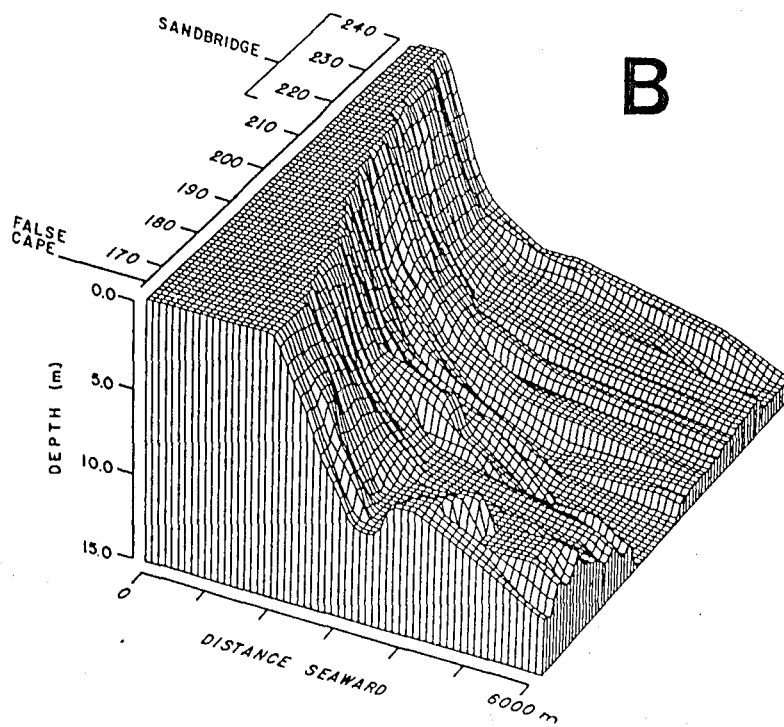 B
SANDBRIDGE
240
230
220
210
200
190
180
170
FALSE
CAPE
0.0
5.0
10.0
15.0
DEPTH (m)
0
DISTANCE SEAWARD
6000 m